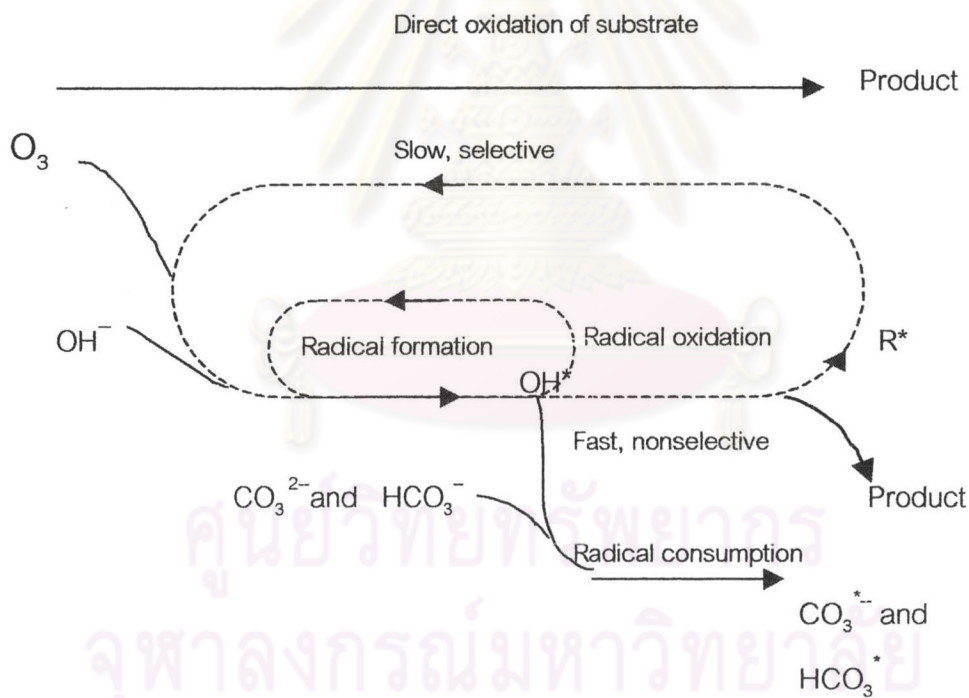 Direct oxidation of substrate
Product
O₃
Slow, selective
OH⁻
Radical formation
Radical oxidation
R*
OH*
Fast, nonselective
CO₃²⁻ and HCO₃⁻
Product
Radical consumption
CO₃*⁻ and
HCO₃*
ศูนย์วิทยทรัพยากร
จุฬาลงกรณ์มหาวิทยาลัย